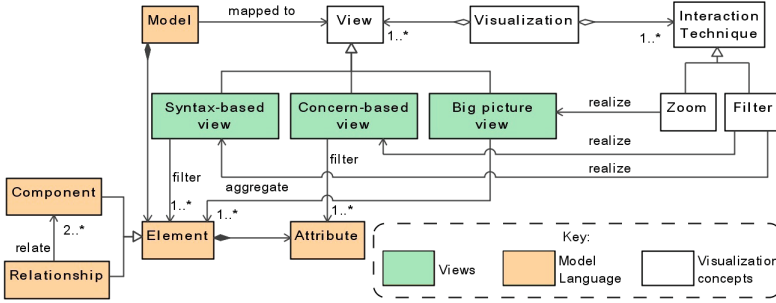 Model
mapped to
View
1..*
Visualization
1..*
Interaction
Technique
Syntax-based
view
Concern-based
view
Big picture
view
realize
Zoom
Filter
realize
realize
filter
filter
aggregate
1..*
1..*
1..*
Component
2..*
relate
Relationship
Element
Attribute
Key:
Views
Model
Language
Visualization
concepts